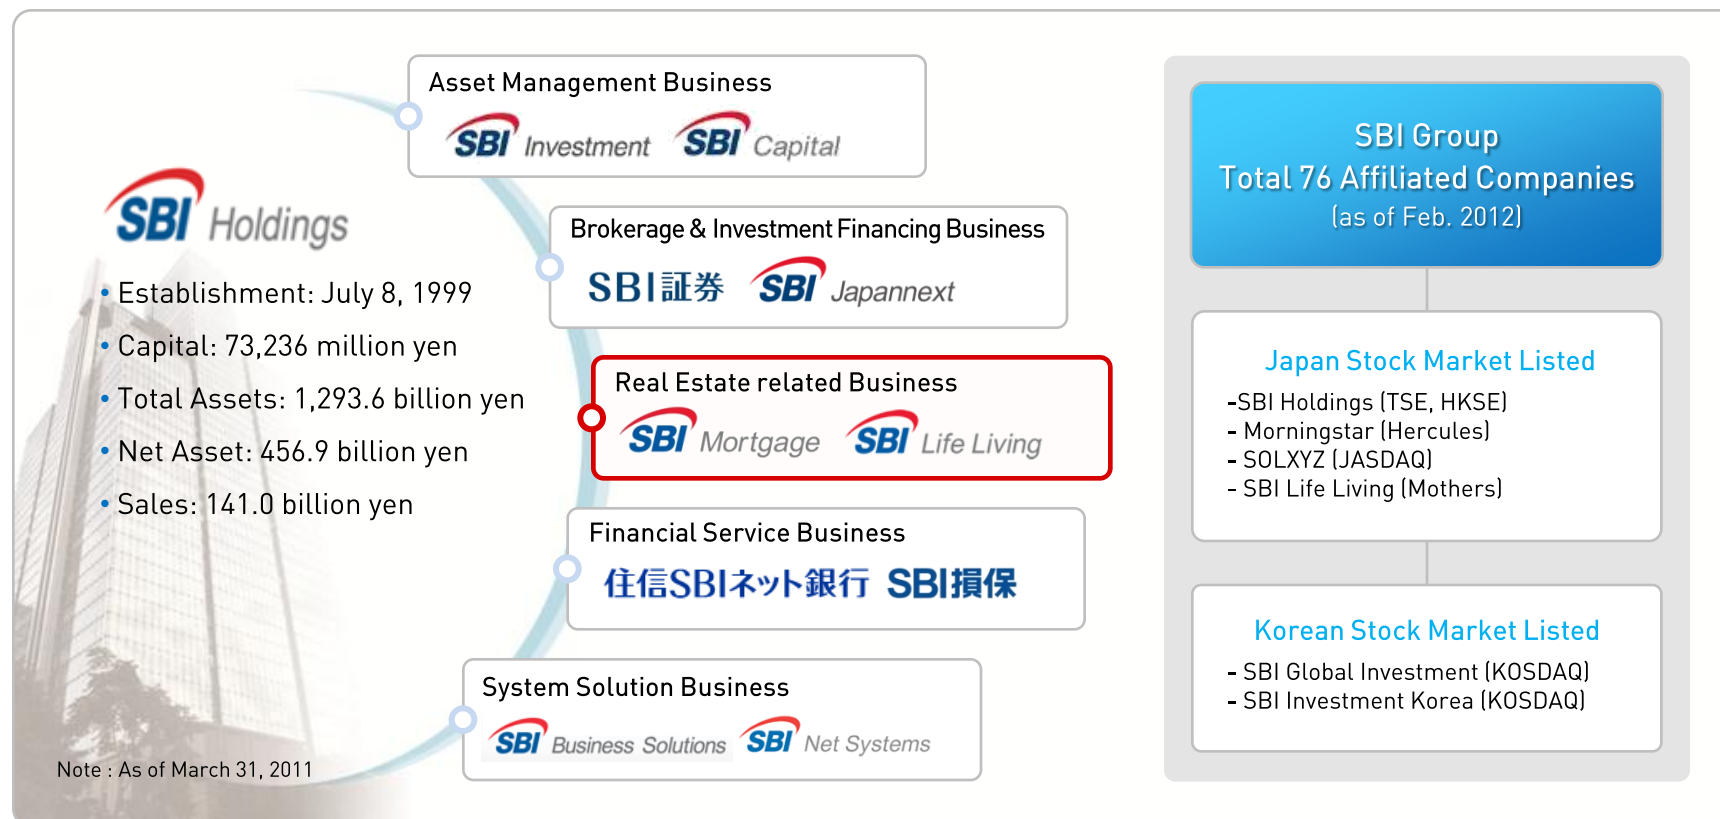 SBI Holdings
• Establishment: July 8, 1999
• Capital: 73,236 million yen
• Total Assets: 1,293.6 billion yen
• Net Asset: 456.9 billion yen
• Sales: 141.0 billion yen
Note : As of March 31, 2011
Asset Management Business
SBI Investment SBI Capital
Brokerage & Investment Financing Business
SBI証券 SBI Japannext
Real Estate related Business
SBI Mortgage SBI Life Living
Financial Service Business
住信SBIネット銀行 SBI損保
System Solution Business
SBI Business Solutions SBI Net Systems
SBI Group
Total 76 Affiliated Companies
(as of Feb. 2012)
Japan Stock Market Listed
-SBI Holdings (TSE, HKSE)
- Morningstar (Hercules)
- SOLXYZ (JASDAQ)
- SBI Life Living (Mothers)
Korean Stock Market Listed
- SBI Global Investment (KOSDAQ)
- SBI Investment Korea (KOSDAQ)